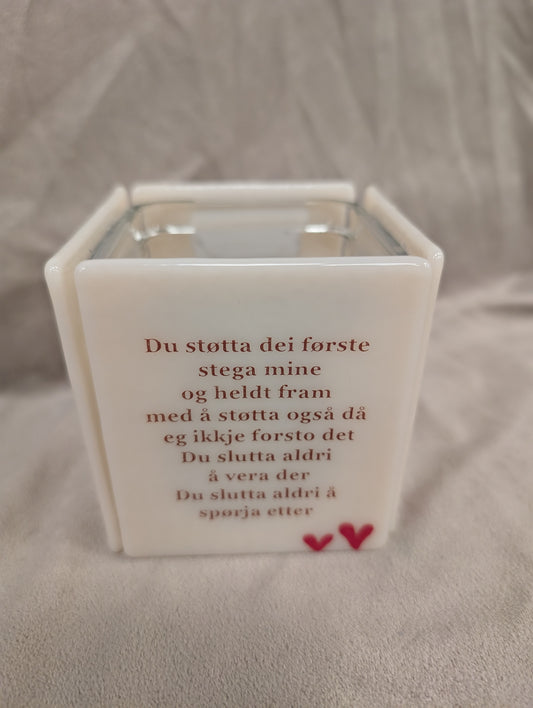 Du støtta dei første
stega mine
og heldt fram
med å støtta også då
eg ikkje forsto det
Du slutta aldri
å vera der
Du slutta aldri å
spørja etter